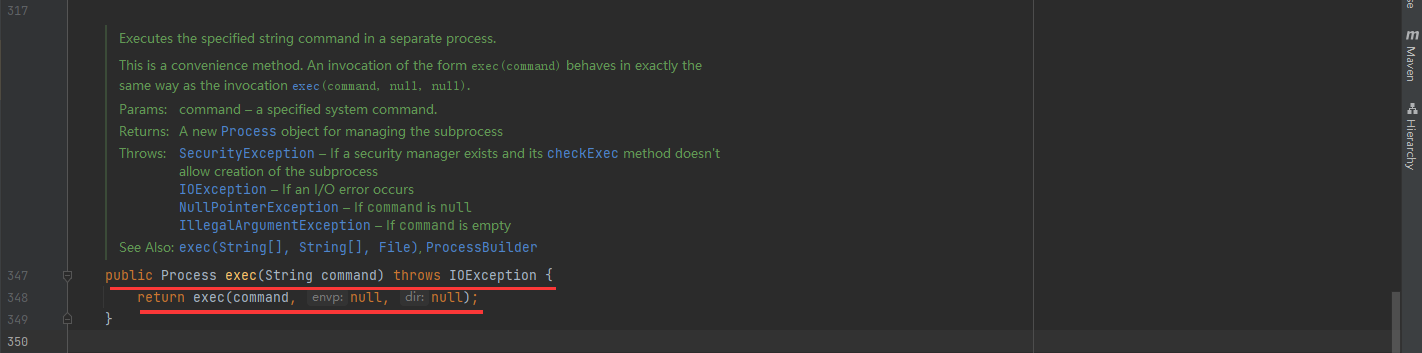 317
Executes the specified string command in a separate process.
This is a convenience method. An invocation of the form exec(command) behaves in exactly the
same way as the invocation exec(command, null, null).
Params: command – a specified system command.
Returns: A new Process object for managing the subprocess
Throws: SecurityException – If a security manager exists and its checkExec method doesn't
allow creation of the subprocess
IOException – If an I/O error occurs
NullPointerException – If command is null
IllegalArgumentException – If command is empty
See Also: exec(String[], String[], File), ProcessBuilder
347 public Process exec(String command) throws IOException {
348 return exec(command, envp: null, dir: null);
349 }
350
se
m Maven
Hierarchy